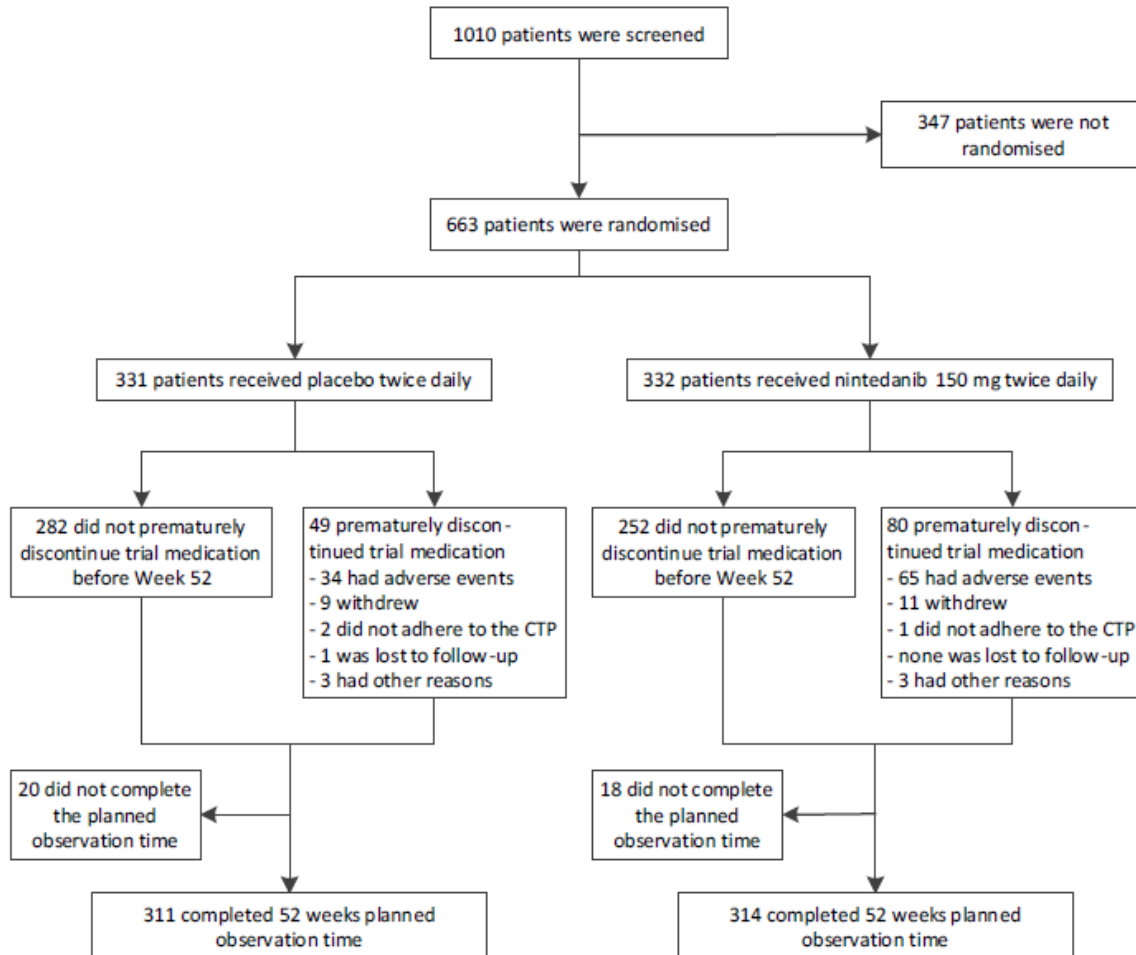 1010 patients were screened
347 patients were not
randomised
663 patients were randomised
331 patients received placebo twice daily
332 patients received nintedanib 150 mg twice daily
282 did not prematurely
discontinue trial medication
before Week 52
49 prematurely discon-
tinued trial medication
- 34 had adverse events
- 9 withdrew
- 2 did not adhere to the CTP
- 1 was lost to follow-up
- 3 had other reasons
252 did not prematurely
discontinue trial medication
before Week 52
80 prematurely discon-
tinued trial medication
- 65 had adverse events
- 11 withdrew
- 1 did not adhere to the CTP
- none was lost to follow-up
- 3 had other reasons
20 did not complete
the planned
observation time
18 did not complete
the planned
observation time
311 completed 52 weeks planned
observation time
314 completed 52 weeks planned
observation time